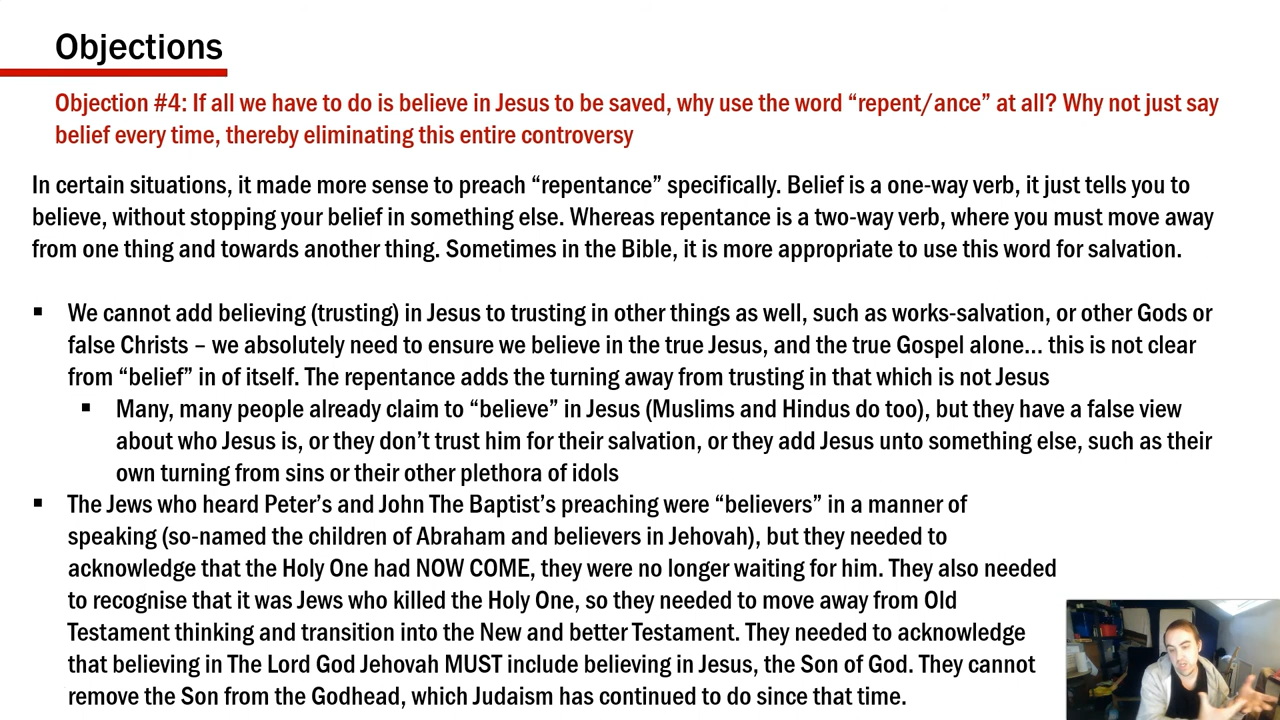 Objections
Objection #4: If all we have to do is believe in Jesus to be saved, why use the word “repent/ance” at all? Why not just say
belief every time, thereby eliminating this entire controversy
In certain situations, it made more sense to preach “repentance” specifically. Belief is a one-way verb, it just tells you to
believe, without stopping your belief in something else. Whereas repentance is a two-way verb, where you must move away
from one thing and towards another thing. Sometimes in the Bible, it is more appropriate to use this word for salvation.
▪ We cannot add believing (trusting) in Jesus to trusting in other things as well, such as works-salvation, or other Gods or
false Christs – we absolutely need to ensure we believe in the true Jesus, and the true Gospel alone... this is not clear
from “belief” in of itself. The repentance adds the turning away from trusting in that which is not Jesus
▪ Many, many people already claim to “believe” in Jesus (Muslims and Hindus do too), but they have a false view
about who Jesus is, or they don’t trust him for their salvation, or they add Jesus unto something else, such as their
own turning from sins or their other plethora of idols
▪ The Jews who heard Peter’s and John The Baptist’s preaching were “believers” in a manner of
speaking (so-named the children of Abraham and believers in Jehovah), but they needed to
acknowledge that the Holy One had NOW COME, they were no longer waiting for him. They also needed
to recognise that it was Jews who killed the Holy One, so they needed to move away from Old
Testament thinking and transition into the New and better Testament. They needed to acknowledge
that believing in The Lord God Jehovah MUST include believing in Jesus, the Son of God. They cannot
remove the Son from the Godhead, which Judaism has continued to do since that time.